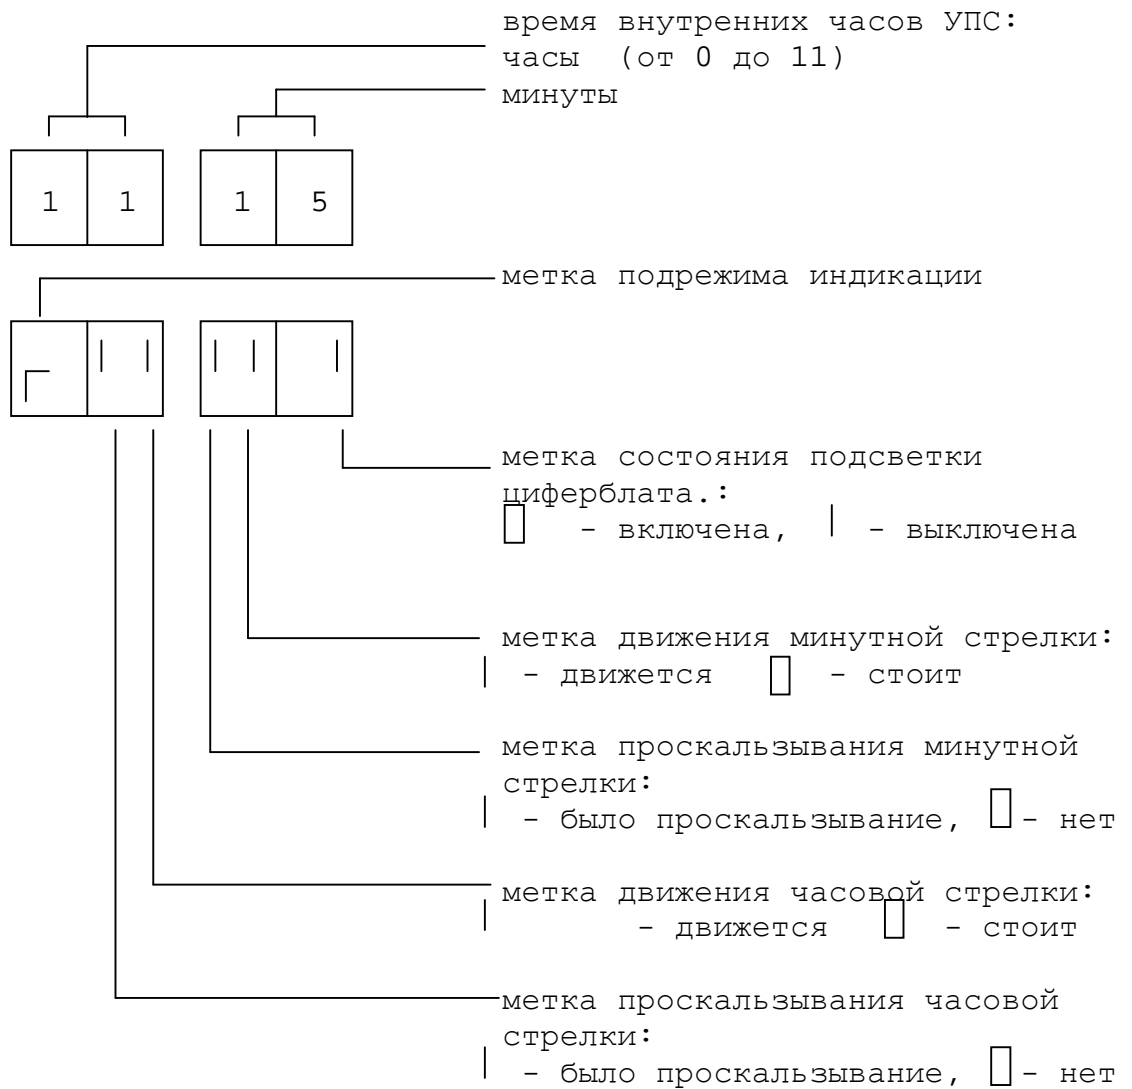 время внутренних часов УПС:
часы (от 0 до 11)
минуты
1 1 1 5
метка подрежима индикации
метка состояния подсветки
циферблата.:
- включена, - выключена
метка движения минутной стрелки:
- движется - стоит
метка проскальзывания минутной
стрелки:
- было проскальзывание, - нет
метка движения часовой стрелки:
- движется - стоит
метка проскальзывания часовой
стрелки:
- было проскальзывание, - нет